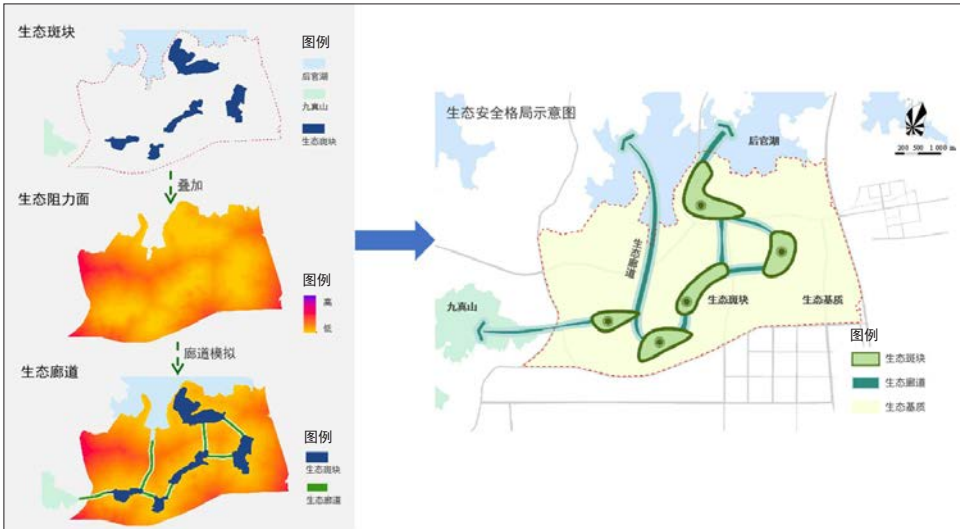 生态斑块
图例
后官湖
九真山
生态斑块
叠加
生态阻力面
图例
高
低
廊道模拟
生态廊道
图例
生态斑块
生态廊道
生态安全格局示意图
后官湖
200 500 1 000 m
生态廊道
九真山
生态斑块
生态基质
图例
生态斑块
生态廊道
生态基质